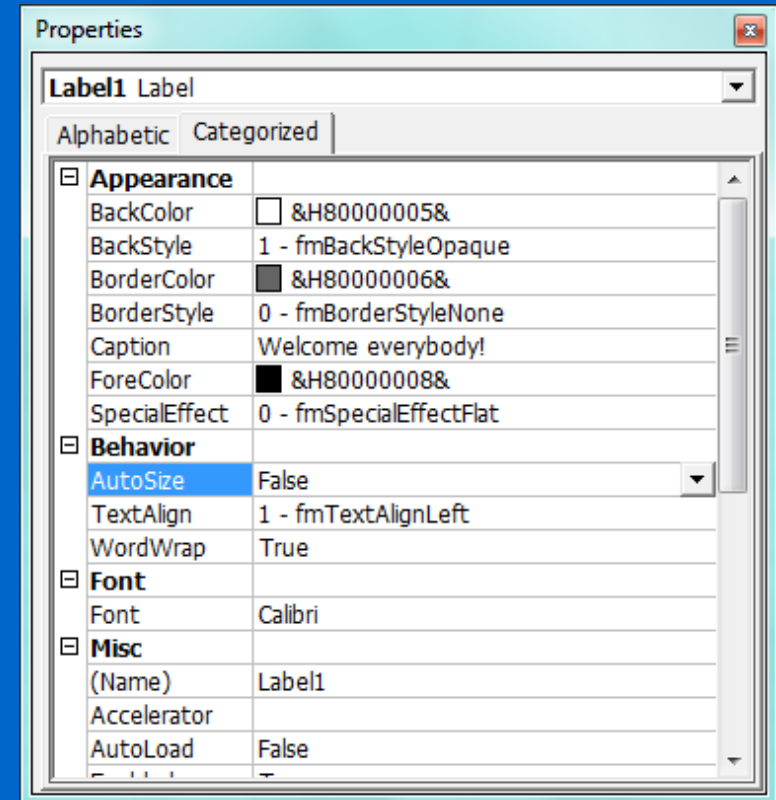 Properties
Label1 Label
Alphabetic Categorized
Appearance
BackColor &H80000005&
BackStyle 1 - fmBackStyleOpaque
BorderColor &H80000006&
BorderStyle 0 - fmBorderStyleNone
Caption Welcome everybody!
ForeColor &H80000008&
SpecialEffect 0 - fmSpecialEffectFlat
Behavior
AutoSize False
TextAlign 1 - fmTextAlignLeft
WordWrap True
Font
Font Calibri
Misc
(Name) Label1
Accelerator
AutoLoad False